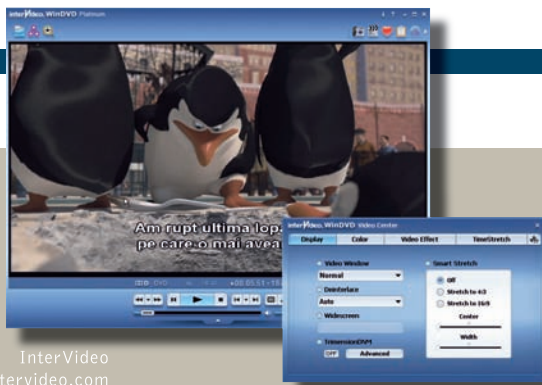 InterVideo WinDVD Platinum
Am rupt ultima lop
pe care-o mai avea
InterVideo WinDVD Video Center
Display Color Video Effect TimeStretch
Video Window
Normal
Deinterlace
Auto
Widescreen
TrimensionDNM
OFF Advanced
Smart Stretch
Off
Stretch to 4:3
Stretch to 16:9
Center
Width
InterVideo
tervideo.com